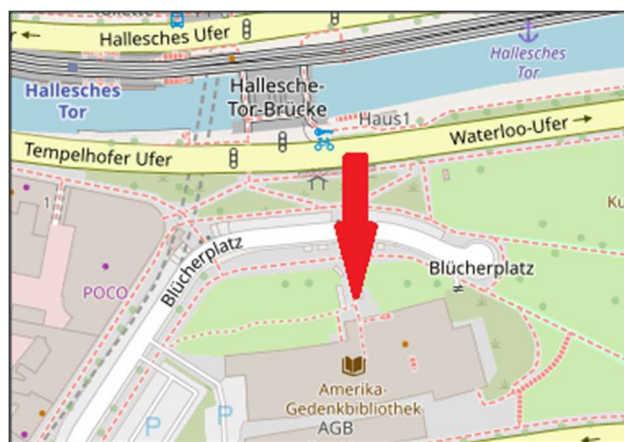 Hallesches Ufer
Hallesches
Tor
Hallesches
Tor
Hallesche-
Tor-Brücke
Haus1
Waterloo-Ufer
Tempelhofer Ufer
1
Blücherplatz
Blücherplatz
POCO
Amerika-
Gedenkbibliothek
AGB
P
P